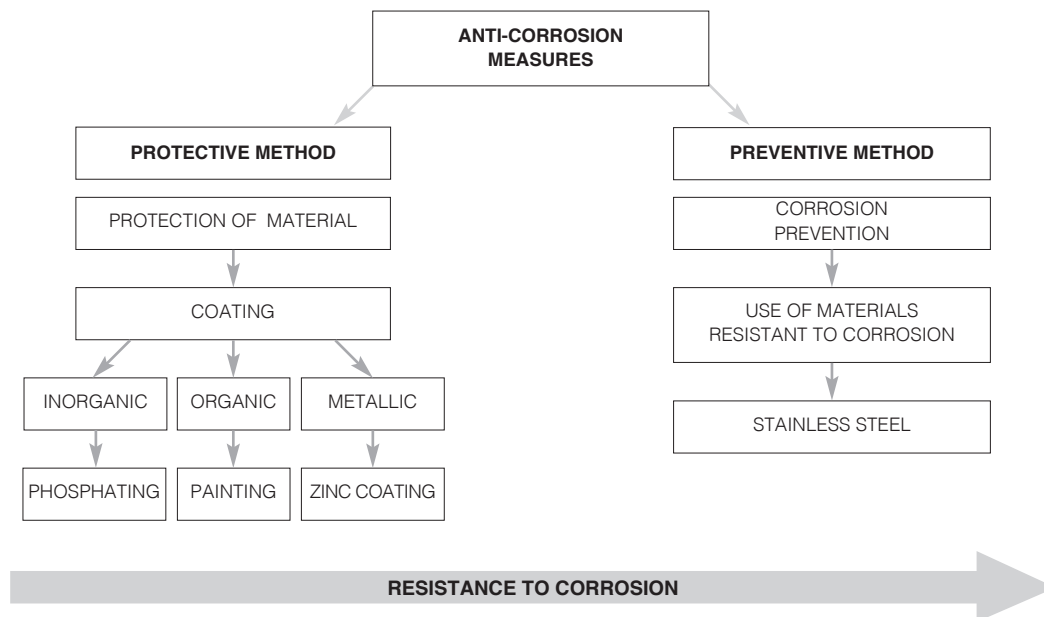 ANTI-CORROSION
MEASURES
PROTECTIVE METHOD
PREVENTIVE METHOD
PROTECTION OF MATERIAL
CORROSION
PREVENTION
COATING
USE OF MATERIALS
RESISTANT TO CORROSION
INORGANIC
ORGANIC
METALLIC
STAINLESS STEEL
PHOSPHATING
PAINTING
ZINC COATING
RESISTANCE TO CORROSION